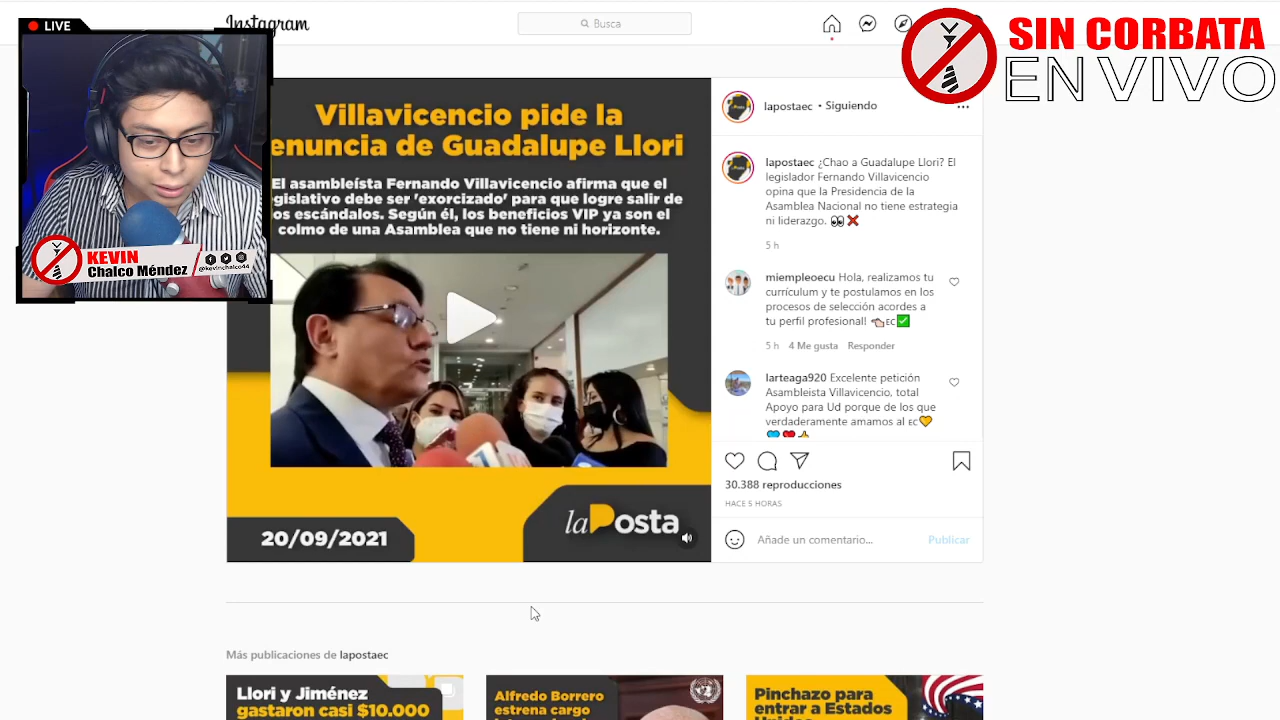 LIVE
Instagram
Busca
SIN CORBATA
EN VIVO
KEVIN
Chalco Méndez
@kevinchalco44
Villavicencio pide la
enuncia de Guadalupe Llori
El asambleísta Fernando Villavicencio afirma que el
gislativo debe ser 'exorcizado' para que logre salir de
os escándalos. Según él, los beneficios VIP ya son el
colmo de una Asamblea que no tiene ni horizonte.
20/09/2021
laPosta
lapostaec • Siguiendo
lapostaec ¿Chao a Guadalupe Llori? El
legislador Fernando Villavicencio
opina que la Presidencia de la
Asamblea Nacional no tiene estrategia
ni liderazgo. 👀❌
5 h
miempleoecu Hola, realizamos tu
currículum y te postulamos en los
procesos de selección acordes a
tu perfil profesional! 👈🏻EC✅
5 h 4 Me gusta Responder
larteaga920 Excelente petición
Asambleista Villavicencio, total
Apoyo para Ud porque de los que
verdaderamente amamos al EC💛
💙❤👍
30.388 reproducciones
HACE 5 HORAS
Añade un comentario... Publicar
Más publicaciones de lapostaec
Llori y Jiménez
gastaron casi $10.000
Alfredo Borrero
estrena cargo
Pinchazo para
entrar a Estados